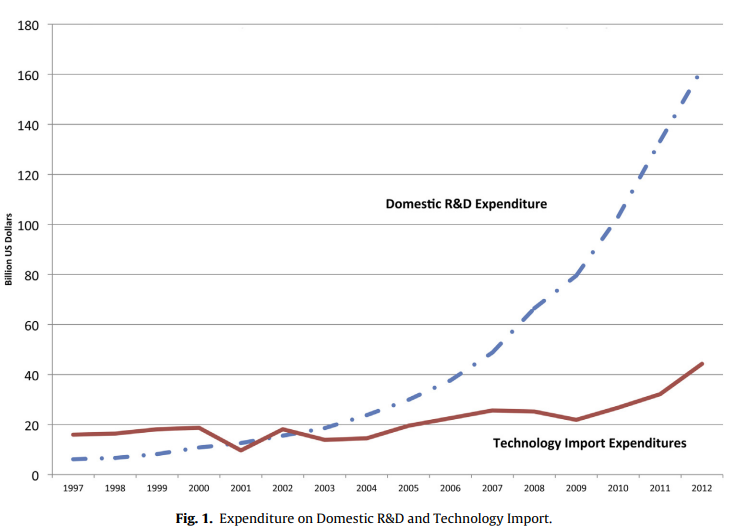 180
160
140
120
100
80
60
40
20
0
Billion US Dollars
Domestic R&D Expenditure
Technology Import Expenditures
1997 1998 1999 2000 2001 2002 2003 2004 2005 2006 2007 2008 2009 2010 2011 2012
Fig. 1. Expenditure on Domestic R&D and Technology Import.